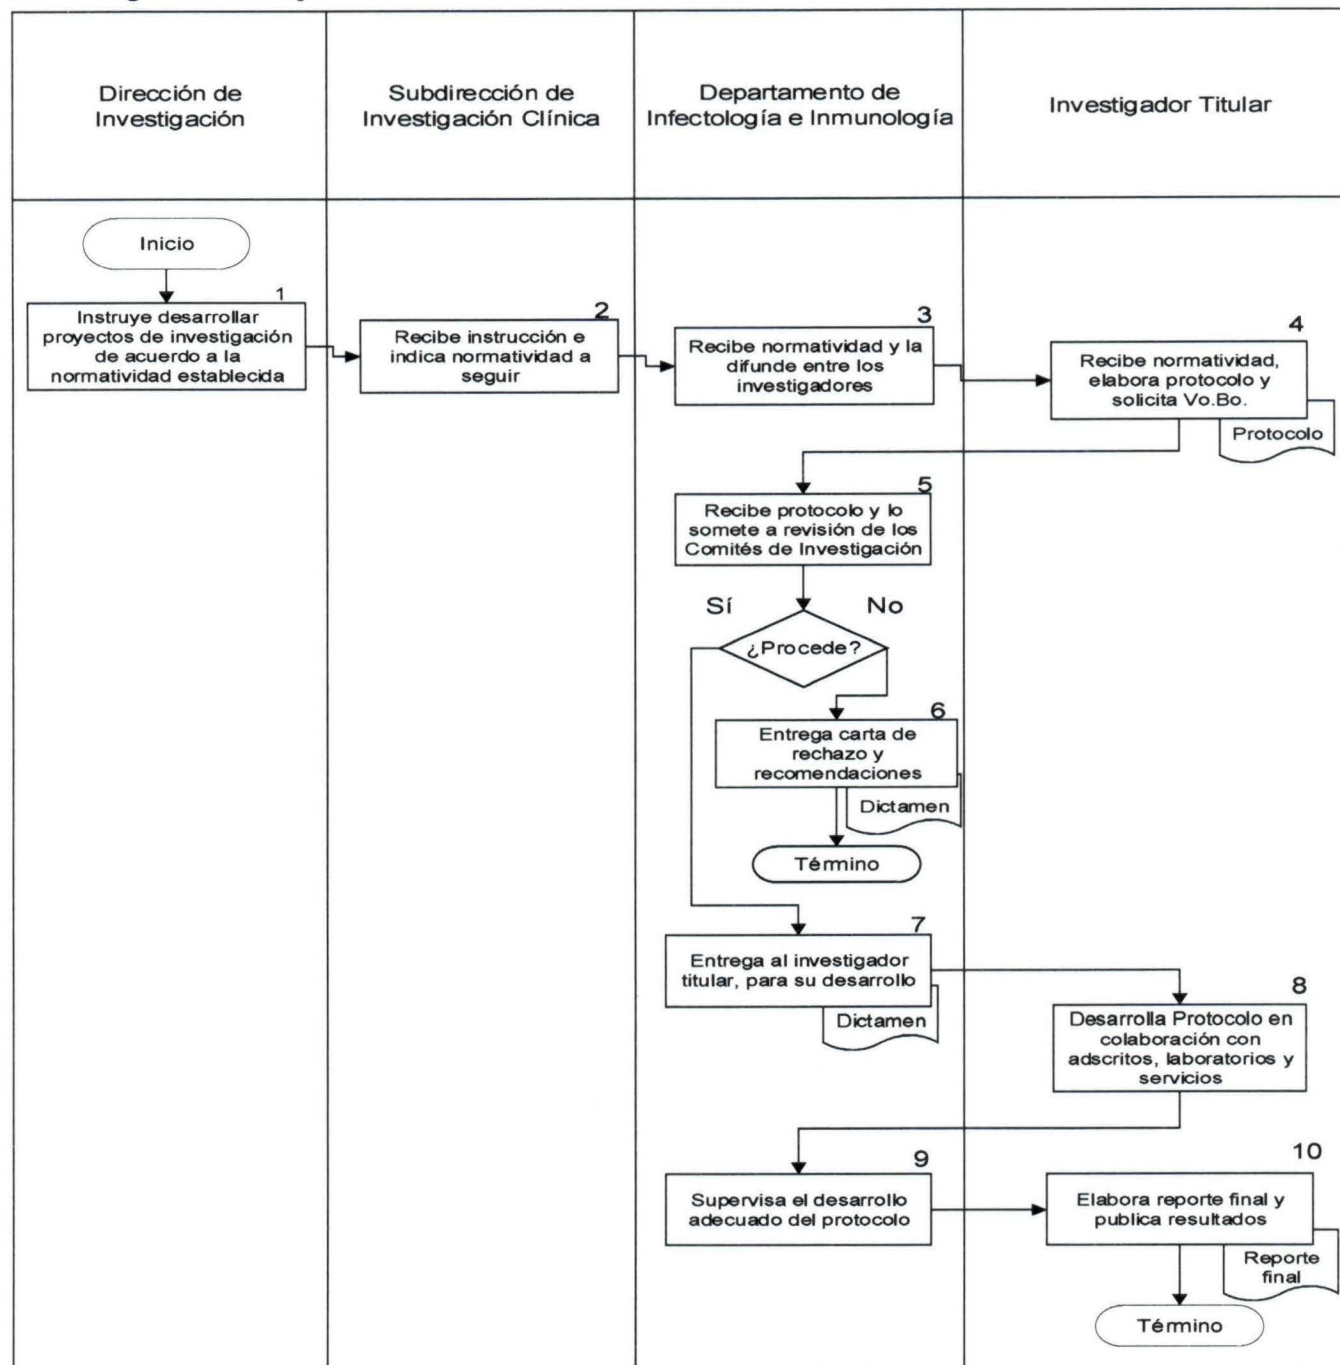 Dirección de
Investigación
Subdirección de
Investigación Clínica
Departamento de
Infectología e Inmunología
Investigador Titular
Inicio
1
Instruye desarrollar
proyectos de investigación
de acuerdo a la
normatividad establecida
2
Recibe instrucción e
indica normatividad a
seguir
3
Recibe normatividad y la
difunde entre los
investigadores
4
Recibe normatividad,
elabora protocolo y
solicita Vo.Bo.
Protocolo
5
Recibe protocolo y lo
somete a revisión de los
Comités de Investigación
Sí
No
¿Procede?
6
Entrega carta de
rechazo y
recomendaciones
Dictamen
Término
7
Entrega al investigador
titular, para su desarrollo
Dictamen
8
Desarrolla Protocolo en
colaboración con
adscritos, laboratorios y
servicios
9
Supervisa el desarrollo
adecuado del protocolo
10
Elabora reporte final y
publica resultados
Reporte
final
Término